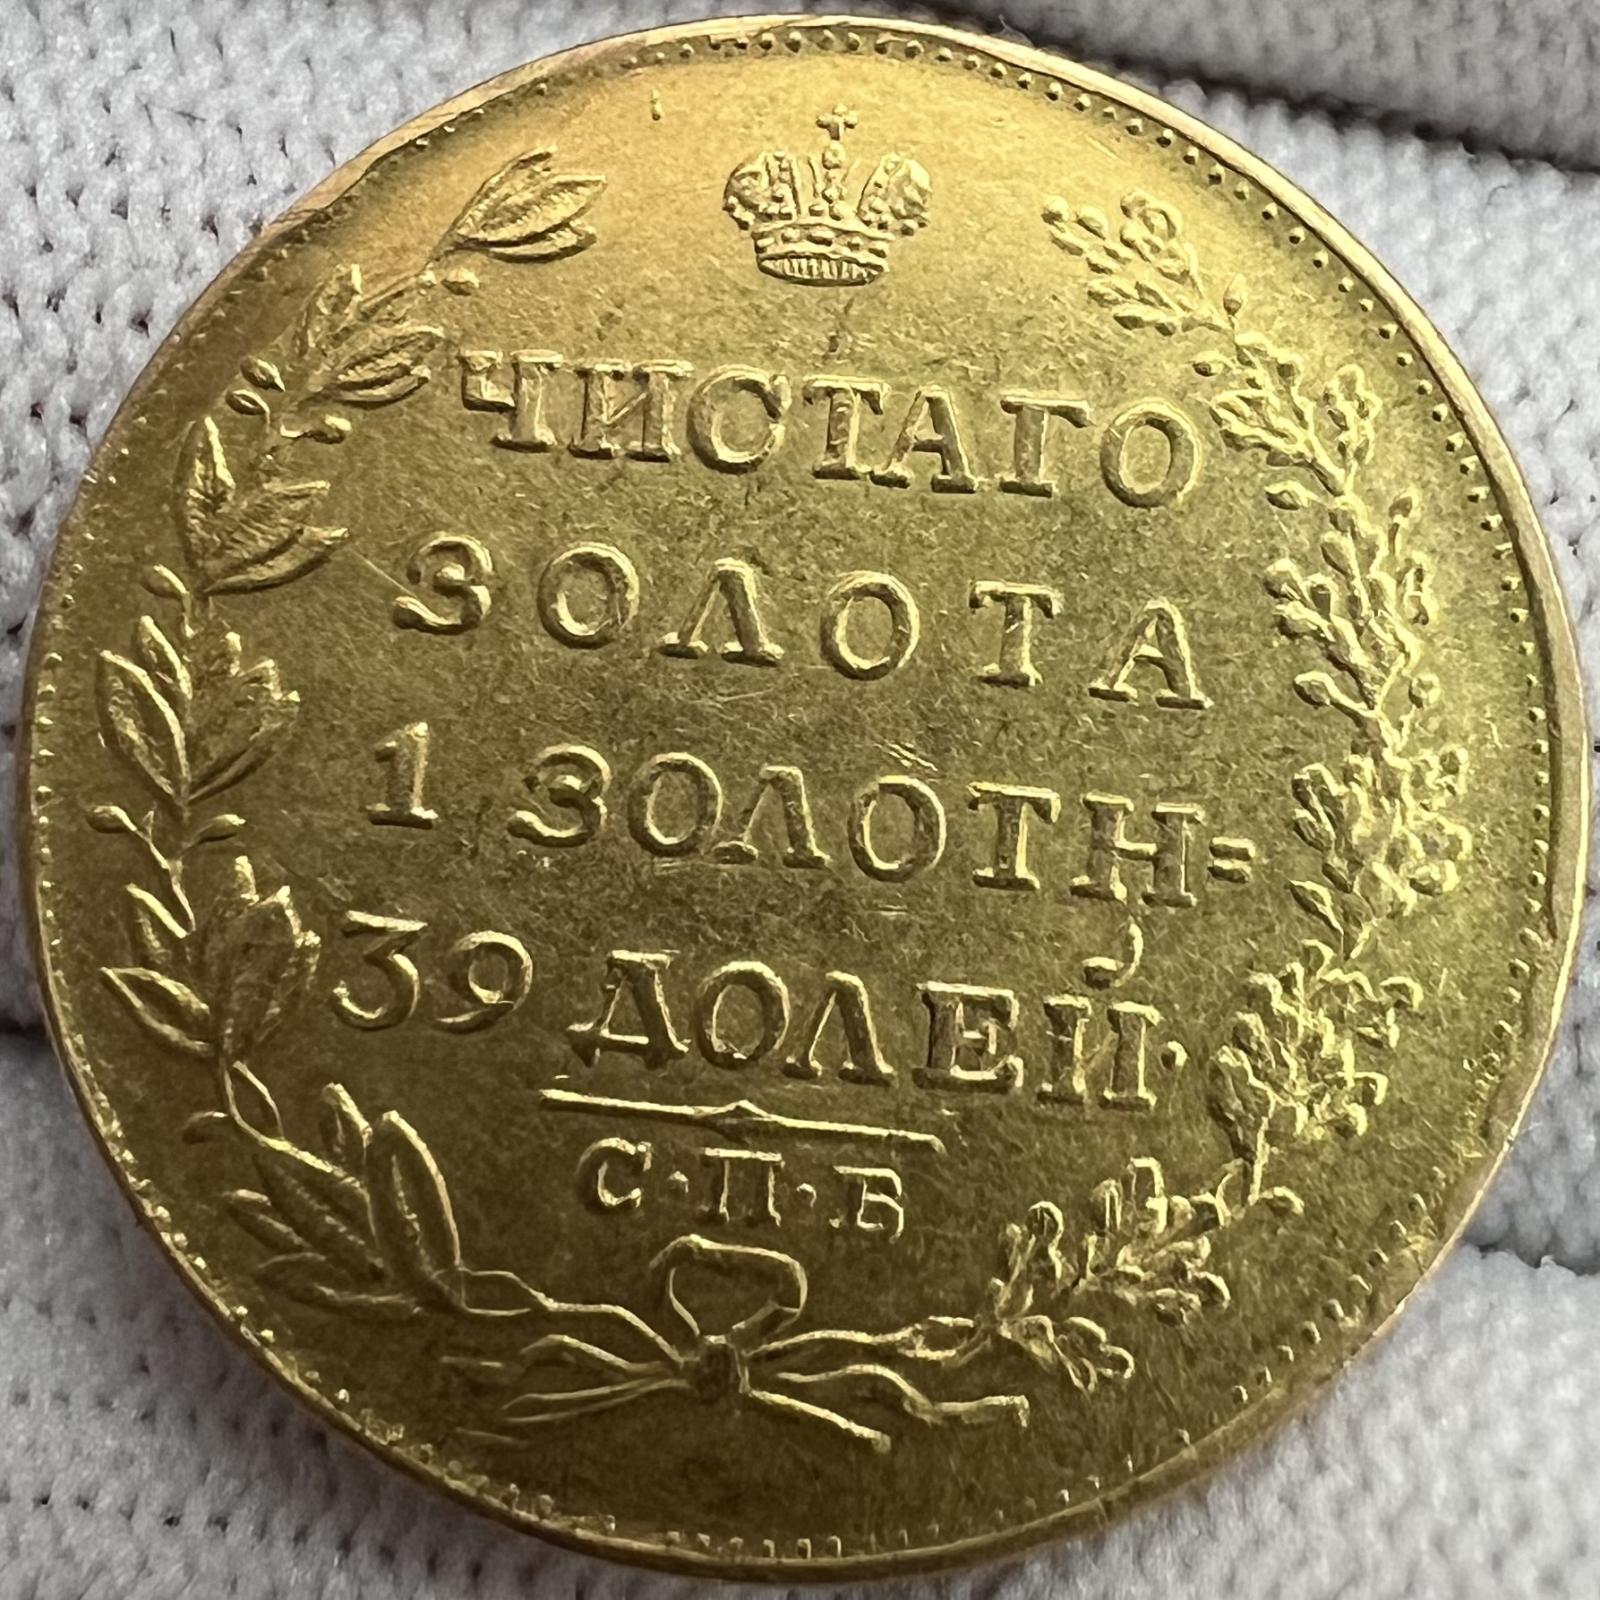 ЧИСТАГО
ЗОЛОТА
1 ЗОЛОТН=
39 ДОЛЕЙ.
С·П·Б